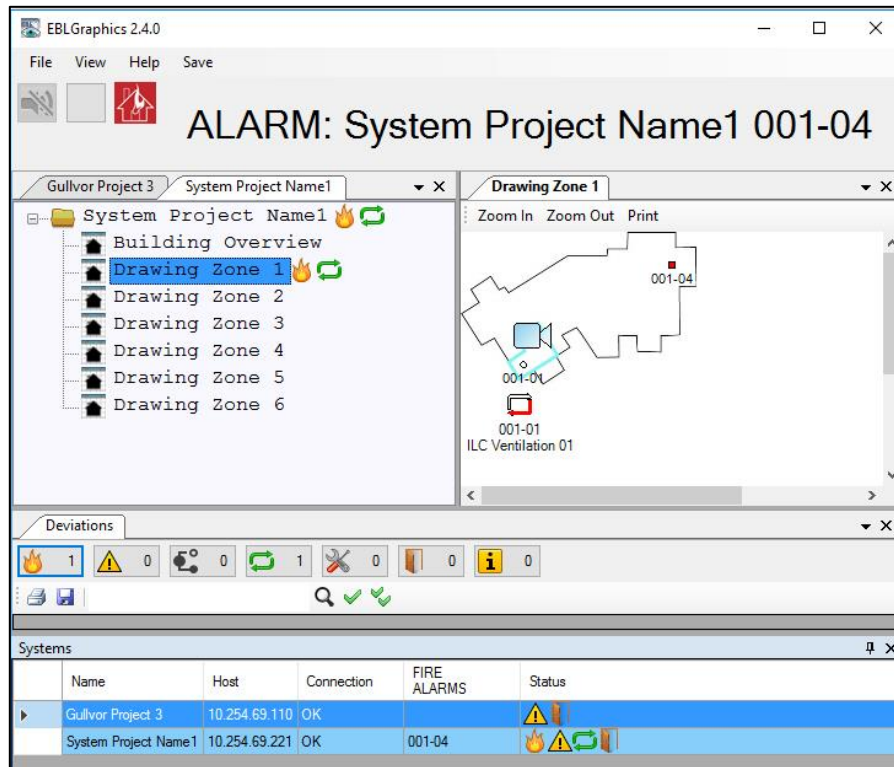 EBLGraphics 2.4.0
File View Help Save
ALARM: System Project Name1 001-04
Gullvor Project 3 System Project Name1
System Project Name1
Building Overview
Drawing Zone 1
Drawing Zone 2
Drawing Zone 3
Drawing Zone 4
Drawing Zone 5
Drawing Zone 6
Drawing Zone 1
Zoom In Zoom Out Print
001-04
001-01
001-01
ILC Ventilation 01
Deviations
1 0 0 1 0 0 0
Systems
Name Host Connection FIRE ALARMS Status
Gullvor Project 3 10.254.69.110 OK
System Project Name1 10.254.69.221 OK 001-04